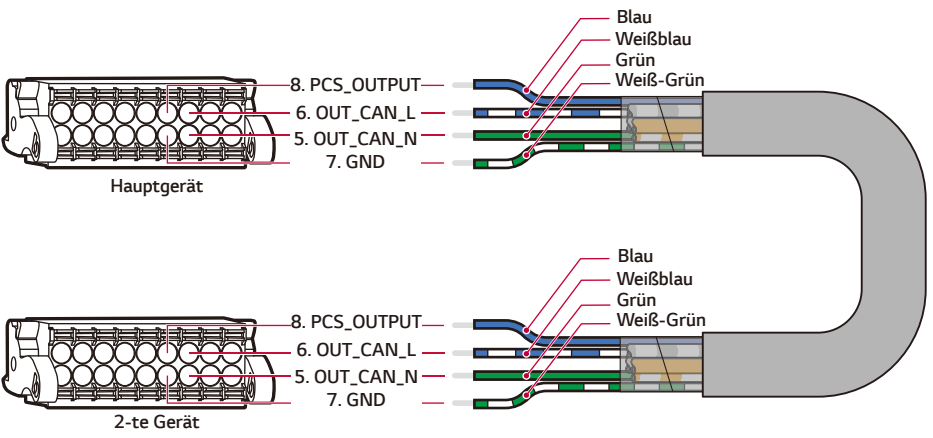 Blau
Weißblau
Grün
Weiß-Grün
8. PCS_OUTPUT
6. OUT_CAN_L
5. OUT_CAN_N
7. GND
Hauptgerät
Blau
Weißblau
Grün
Weiß-Grün
8. PCS_OUTPUT
6. OUT_CAN_L
5. OUT_CAN_N
7. GND
2-te Gerät